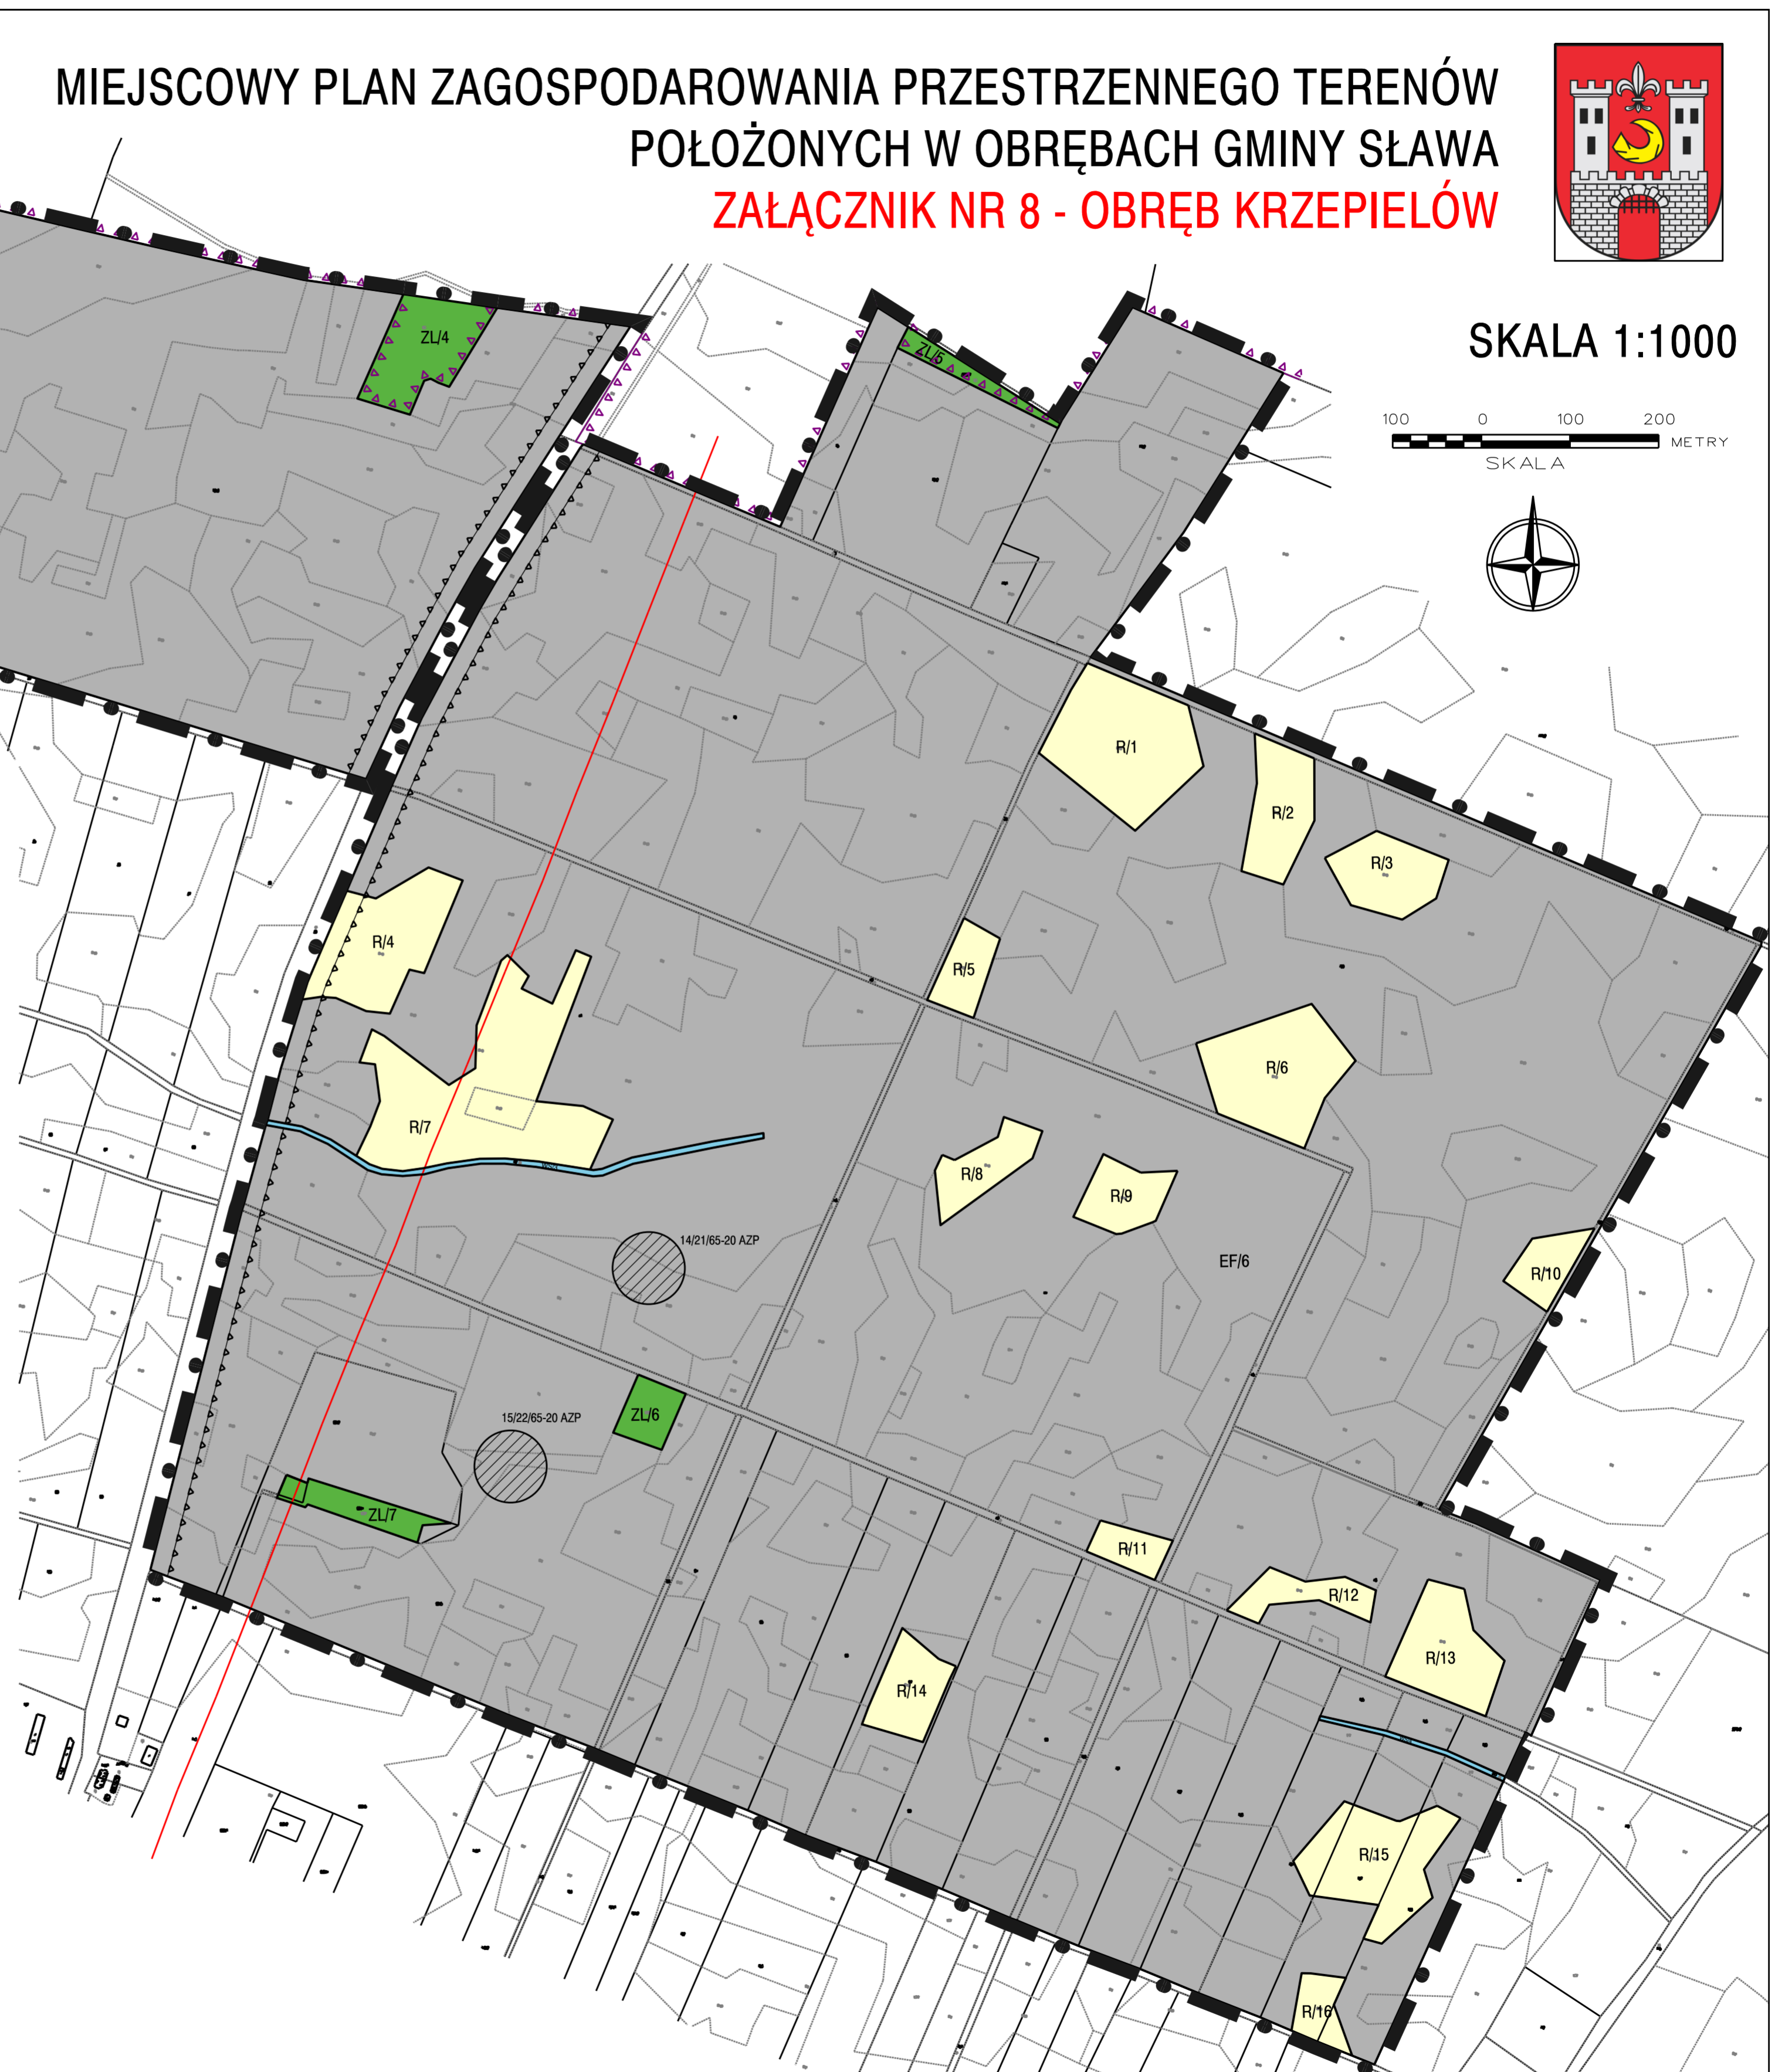 MIEJSCOWY PLAN ZAGOSPODAROWANIA PRZESTRZENNEGO TERENÓW
POŁOŻONYCH W OBRĘBACH GMINY SŁAWA
ZAŁĄCZNIK NR 8 - OBRĘB KRZEPIELÓW
SKALA 1:1000
100 0 100 200
METRY
SKALA
ZL/4
ZL/5
R/1
R/2
R/3
R/4
R/5
R/6
R/7
R/8
R/9
14/21/65-20 AZP
EF/6
R/10
15/22/65-20 AZP
ZL/6
ZL/7
R/11
R/12
R/13
R/14
R/15
R/16